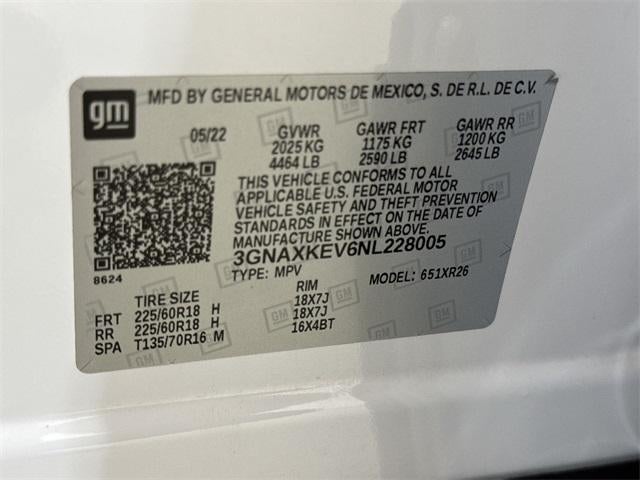 gm MFD BY GENERAL MOTORS DE MEXICO, S. DE R.L. DE C.V.
05/22 GVWR GAWR FRT GAWR RR
2025 KG 1175 KG 1200 KG
4464 LB 2590 LB 2645 LB
THIS VEHICLE CONFORMS TO ALL
APPLICABLE U.S. FEDERAL MOTOR
VEHICLE SAFETY AND THEFT PREVENTION
STANDARDS IN EFFECT ON THE DATE OF
MANUFACTURE SHOWN ABOVE.
3GNAXKEV6NL228005
8624
TYPE: MPV MODEL: 651XR26
TIRE SIZE RIM
FRT 225/60R18 H 18X7J
RR 225/60R18 H 18X7J
SPA T135/70R16 M 16X4BT